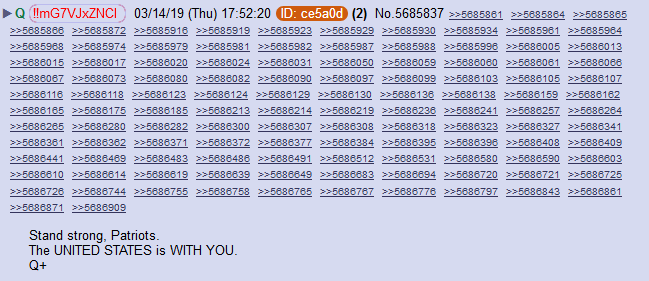 Q !!mG7VJxZNCI 03/14/19 (Thu) 17:52:20 ID: ce5a0d (2) No.5685837 >>5685861 >>5685864 >>5685865
>>5685866 >>5685872 >>5685916 >>5685919 >>5685923 >>5685929 >>5685930 >>5685934 >>5685961 >>5685964
>>5685968 >>5685974 >>5685979 >>5685981 >>5685982 >>5685987 >>5685988 >>5685996 >>5686005 >>5686013
>>5686015 >>5686017 >>5686020 >>5686024 >>5686031 >>5686050 >>5686059 >>5686060 >>5686061 >>5686066
>>5686067 >>5686073 >>5686080 >>5686082 >>5686090 >>5686097 >>5686099 >>5686103 >>5686105 >>5686107
>>5686116 >>5686118 >>5686123 >>5686124 >>5686129 >>5686130 >>5686136 >>5686138 >>5686159 >>5686162
>>5686165 >>5686175 >>5686185 >>5686213 >>5686214 >>5686219 >>5686236 >>5686241 >>5686257 >>5686264
>>5686265 >>5686280 >>5686282 >>5686300 >>5686307 >>5686308 >>5686318 >>5686323 >>5686327 >>5686341
>>5686361 >>5686362 >>5686371 >>5686372 >>5686377 >>5686384 >>5686395 >>5686396 >>5686408 >>5686409
>>5686441 >>5686469 >>5686483 >>5686486 >>5686491 >>5686512 >>5686531 >>5686580 >>5686590 >>5686603
>>5686610 >>5686614 >>5686619 >>5686639 >>5686649 >>5686683 >>5686694 >>5686720 >>5686721 >>5686725
>>5686726 >>5686744 >>5686755 >>5686758 >>5686765 >>5686767 >>5686776 >>5686797 >>5686843 >>5686861
>>5686871 >>5686909
Stand strong, Patriots.
The UNITED STATES is WITH YOU.
Q+